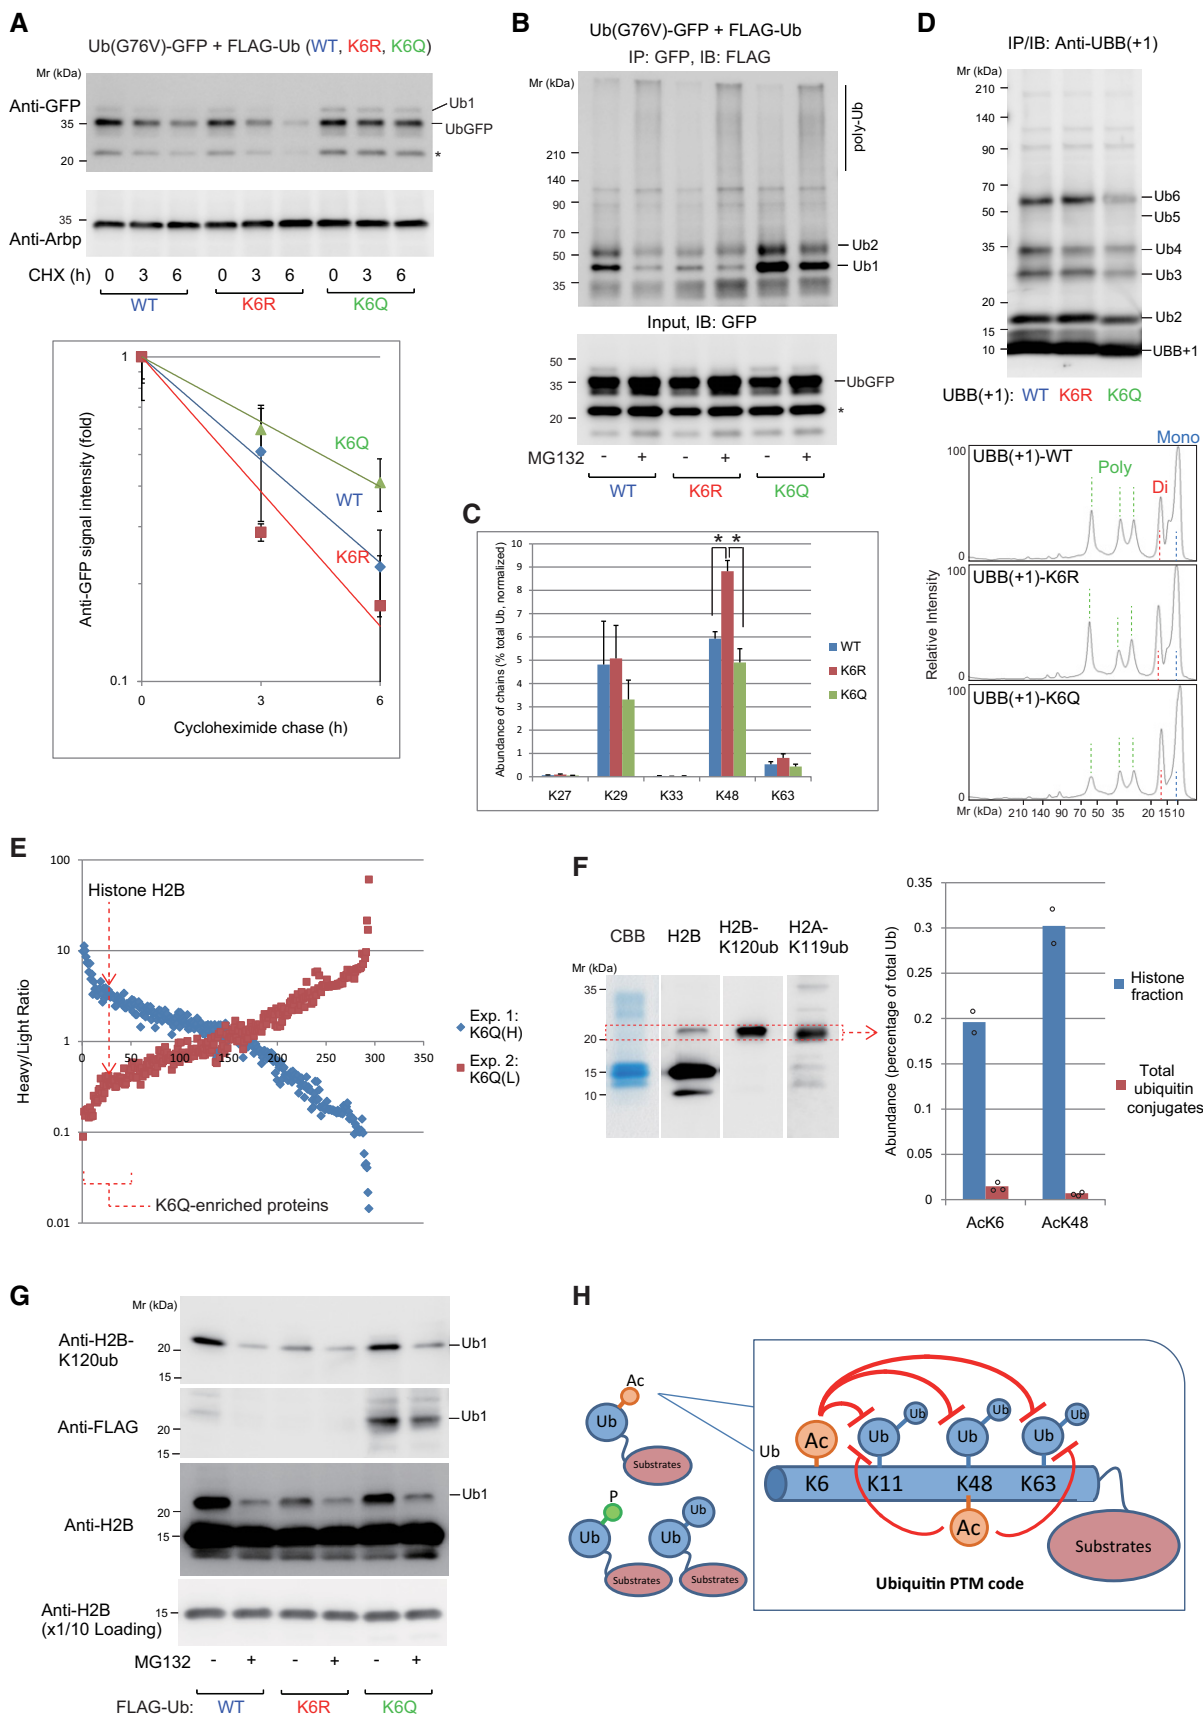 A
Ub(G76V)-GFP + FLAG-Ub (WT, K6R, K6Q)
Mr (kDa)
Anti-GFP
35
20
Ub1
UbGFP
*
35
Anti-Arbp
CHX (h) 0 3 6 0 3 6 0 3 6
WT K6R K6Q
Anti-GFP signal intensity (fold)
1
0.1
K6Q
WT
K6R
0 3 6
Cycloheximide chase (h)
B
Ub(G76V)-GFP + FLAG-Ub
IP: GFP, IB: FLAG
Mr (kDa)
210
140
90
70
50
35
poly-Ub
Ub2
Ub1
Input, IB: GFP
50
35
20
UbGFP
*
MG132 - + - + - +
WT K6R K6Q
C
Abundance of chains (% total Ub, normalized)
10
9
8
7
6
5
4
3
2
1
0
* *
K27 K29 K33 K48 K63
WT
K6R
K6Q
D
IP/IB: Anti-UBB(+1)
Mr (kDa)
210
140
90
70
50
35
20
15
10
Ub6
Ub5
Ub4
Ub3
Ub2
UBB+1
UBB(+1): WT K6R K6Q
Relative Intensity
Mono
100
UBB(+1)-WT
Poly
Di
0
100
UBB(+1)-K6R
0
100
UBB(+1)-K6Q
0
Mr (kDa) 210 140 90 70 50 35 20 15 10
E
Heavy/Light Ratio
100
10
1
0.1
0.01
Histone H2B
0 50 100 150 200 250 300 350
K6Q-enriched proteins
Exp. 1:
K6Q(H)
Exp. 2:
K6Q(L)
F
CBB H2B H2B-K120ub H2A-K119ub
Mr (kDa)
35
20
15
10
Abundance (percentage of total Ub)
0.35
0.3
0.25
0.2
0.15
0.1
0.05
0
AcK6 AcK48
Histone
fraction
Total
ubiquitin
conjugates
G
Mr (kDa)
Anti-H2B-
K120ub
20
15
Ub1
Anti-FLAG
20
15
Ub1
Anti-H2B
20
15
Ub1
Anti-H2B
(x1/10 Loading)
15
MG132 - + - + - +
FLAG-Ub: WT K6R K6Q
H
Ac
Ub
Substrates
P
Ub
Substrates
Ub
Ub
Substrates
Ub
Ac
Ub Ub
Ub Ub
Ub Ub
K6 K11 K48 K63
Ac
Substrates
Ubiquitin PTM code